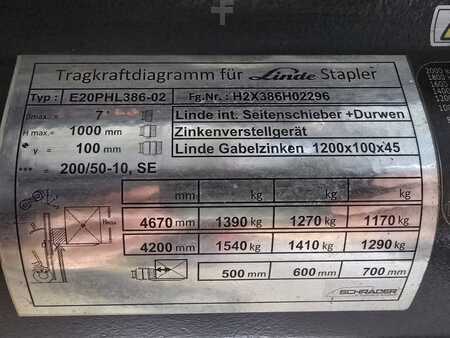 Tragkraftdiagramm für Linde Stapler
Typ: E20PHL386-02 Fg.Nr.: H2X386H02296
7° Linde int. Seitenschieber +Durwen
H max.= 1000 mm Zinkenverstellgerät
γ = 100 mm Linde Gabelzinken 1200x100x45
*** = 200/50-10, SE
mm kg kg kg
4670 mm 1390 kg 1270 kg 1170 kg
4200 mm 1540 kg 1410 kg 1290 kg
500 mm 600 mm 700 mm
SCHRADER